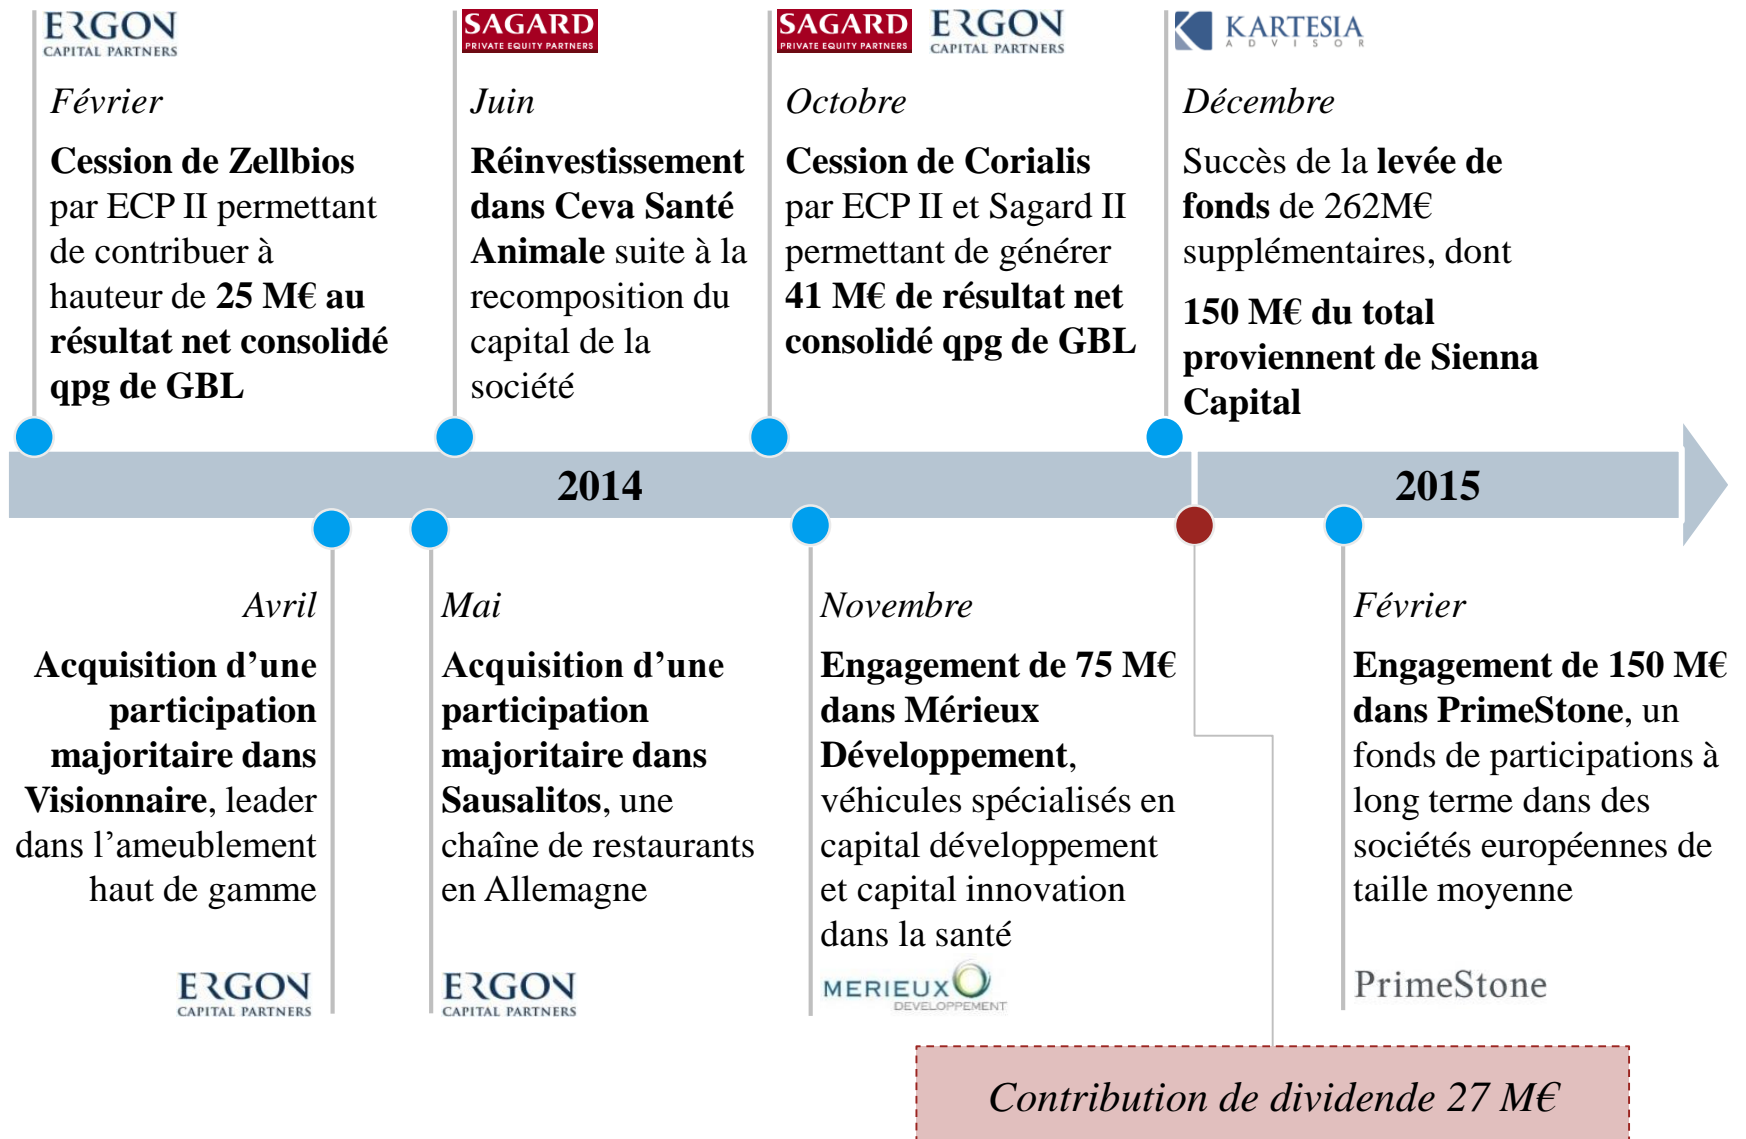 ERGON
CAPITAL PARTNERS
Février
Cession de Zellbios
par ECP II permettant
de contribuer à
hauteur de 25 M€ au
résultat net consolidé
qpg de GBL
SAGARD
PRIVATE EQUITY PARTNERS
Juin
Réinvestissement
dans Ceva Santé
Animale suite à la
recomposition du
capital de la
société
SAGARD
PRIVATE EQUITY PARTNERS
ERGON
CAPITAL PARTNERS
Octobre
Cession de Corialis
par ECP II et Sagard II
permettant de générer
41 M€ de résultat net
consolidé qpg de GBL
KARTESIA
ADVISOR
Décembre
Succès de la levée de
fonds de 262M€
supplémentaires, dont
150 M€ du total
proviennent de Sienna
Capital
2014
2015
Avril
Acquisition d’une
participation
majoritaire dans
Visionnaire, leader
dans l’ameublement
haut de gamme
ERGON
CAPITAL PARTNERS
Mai
Acquisition d’une
participation
majoritaire dans
Sausalitos, une
chaîne de restaurants
en Allemagne
ERGON
CAPITAL PARTNERS
Novembre
Engagement de 75 M€
dans Mérieux
Développement,
véhicules spécialisés en
capital développement
et capital innovation
dans la santé
MERIEUX
DEVELOPPEMENT
Février
Engagement de 150 M€
dans PrimeStone, un
fonds de participations à
long terme dans des
sociétés européennes de
taille moyenne
PrimeStone
Contribution de dividende 27 M€